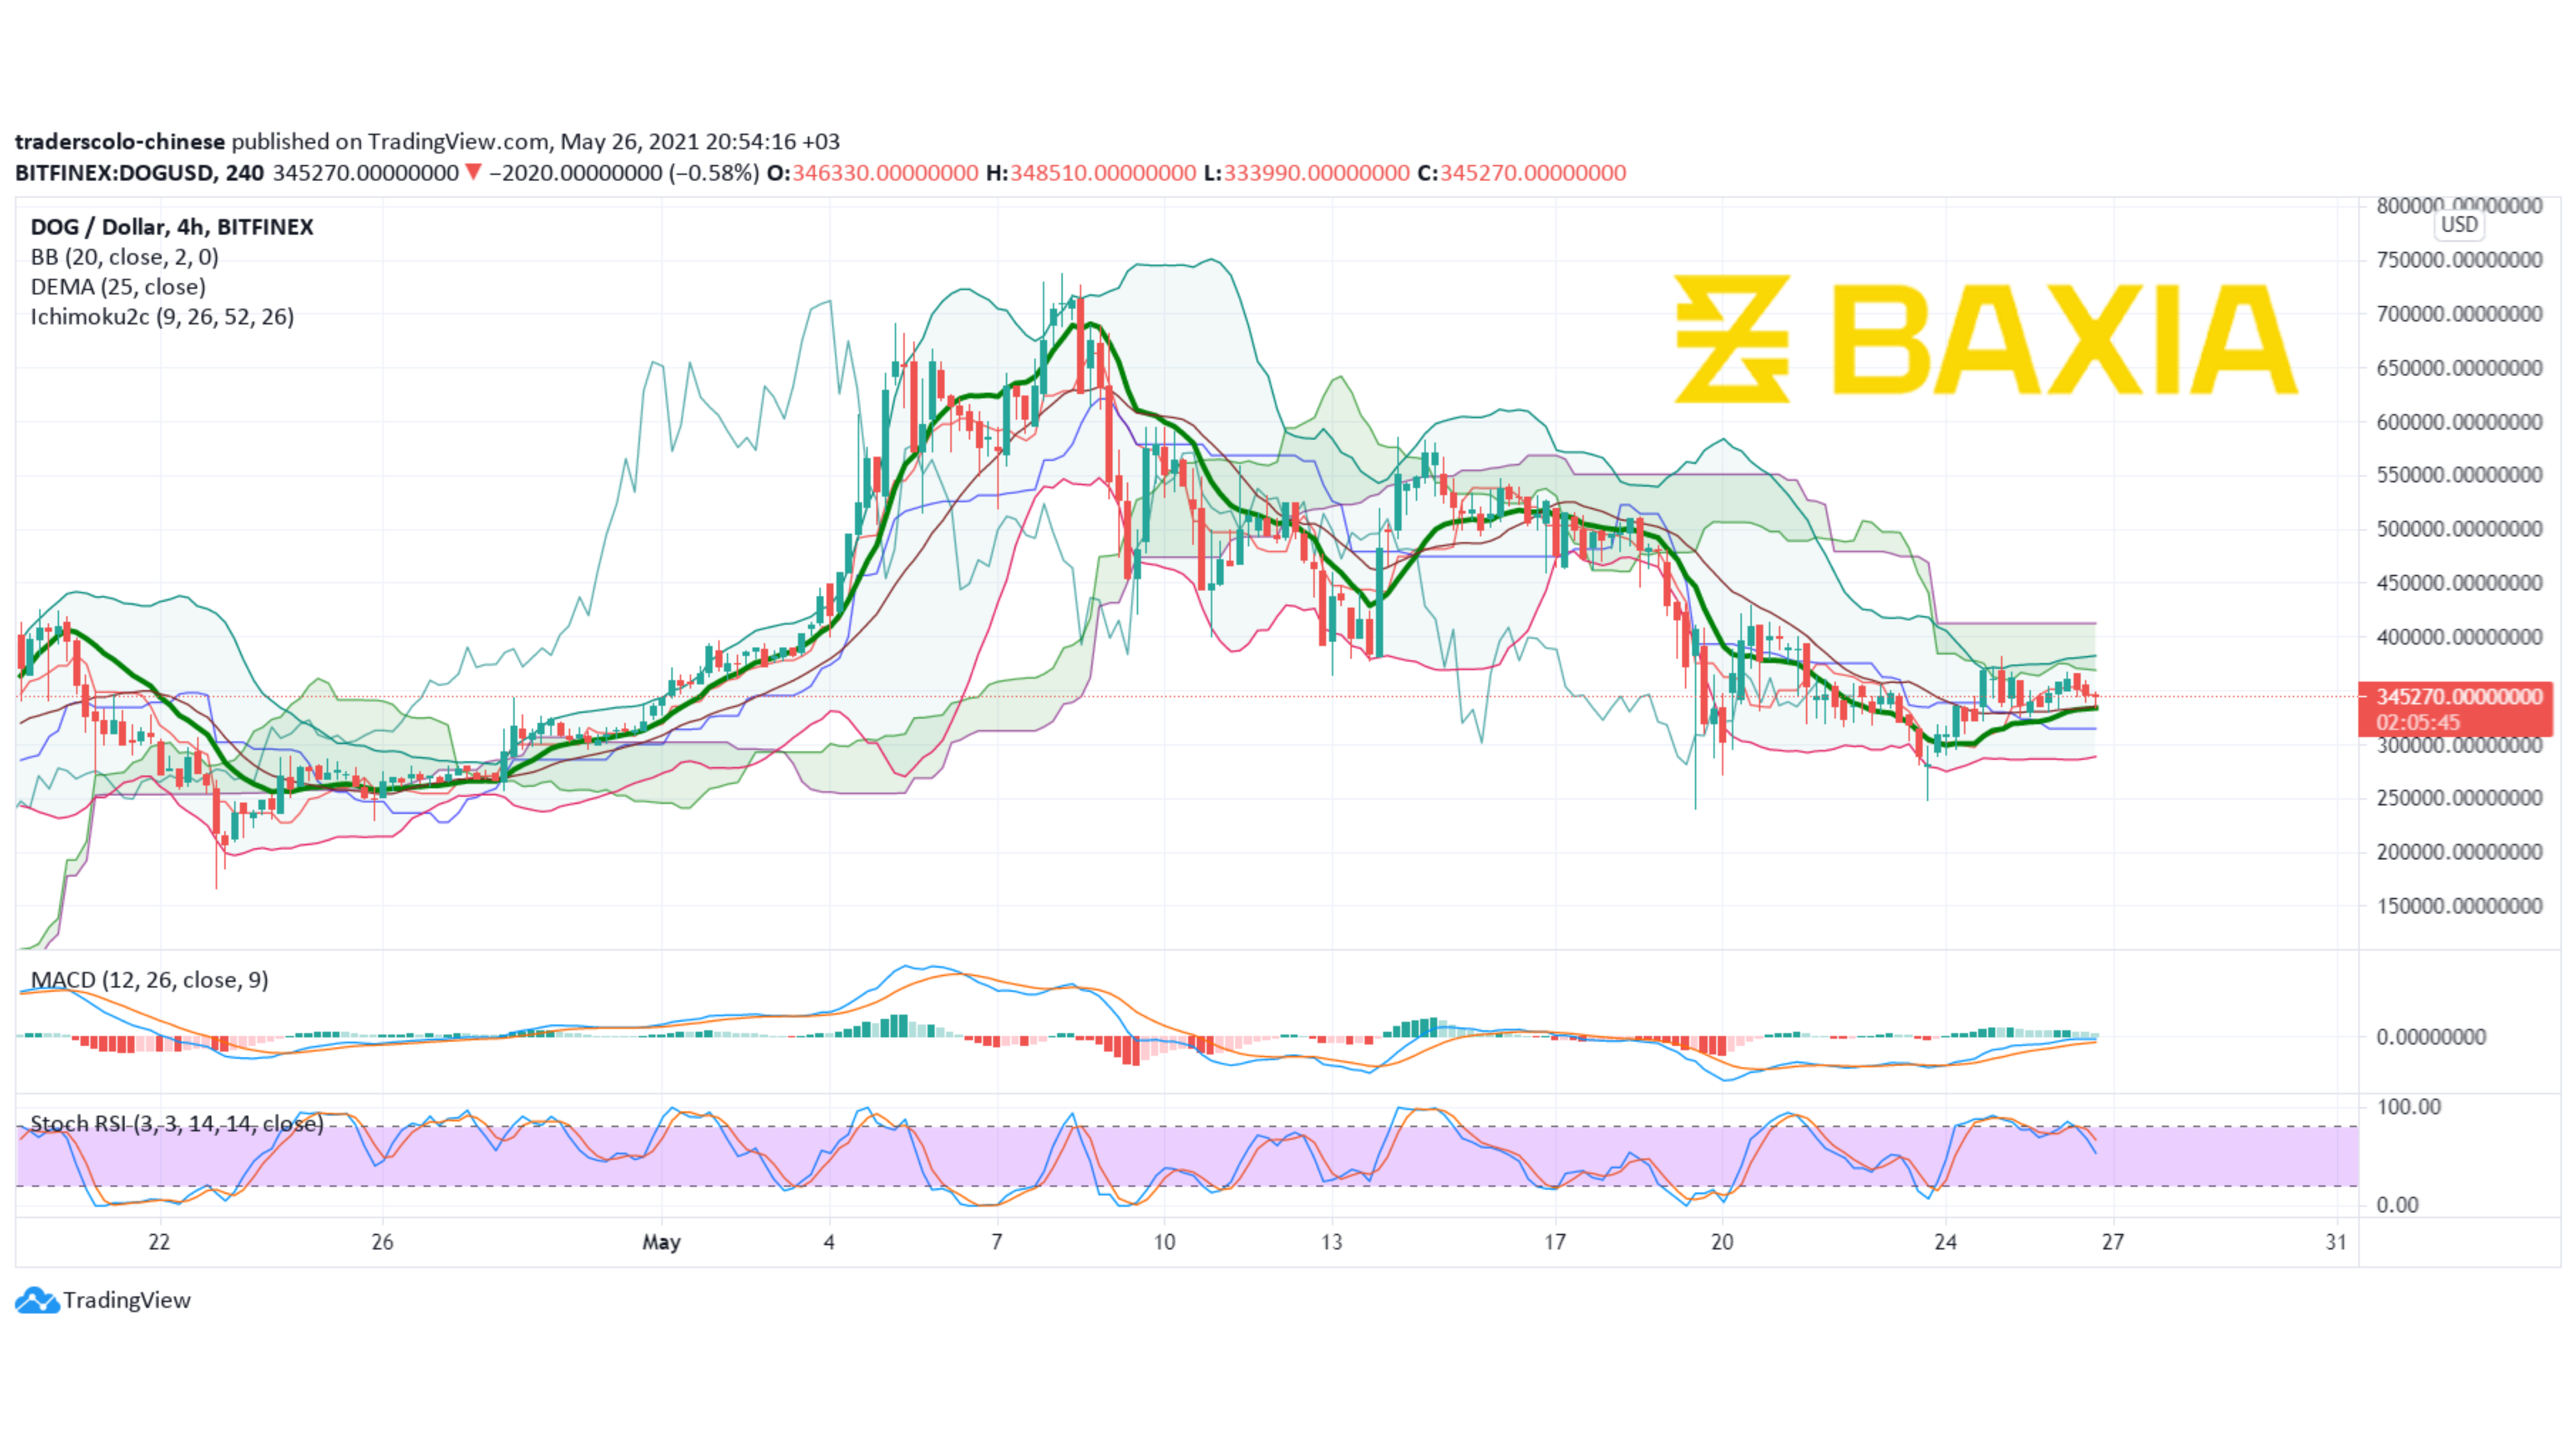 traderscolo-chinese published on TradingView.com, May 26, 2021 20:54:16 +03
BITFINEX:DOGUSD, 240 345270.00000000 ▼ −2020.00000000 (−0.58%) O:346330.00000000 H:348510.00000000 L:333990.00000000 C:345270.00000000
DOG / Dollar, 4h, BITFINEX
BB (20, close, 2, 0)
DEMA (25, close)
Ichimoku2c (9, 26, 52, 26)
BAXIA
800000.00000000
USD
750000.00000000
700000.00000000
650000.00000000
600000.00000000
550000.00000000
500000.00000000
450000.00000000
400000.00000000
345270.00000000
02:05:45
300000.00000000
250000.00000000
200000.00000000
150000.00000000
MACD (12, 26, close, 9)
0.00000000
Stoch RSI (3, 3, 14, 14, close)
100.00
0.00
22 26 May 4 7 10 13 17 20 24 27 31
TradingView